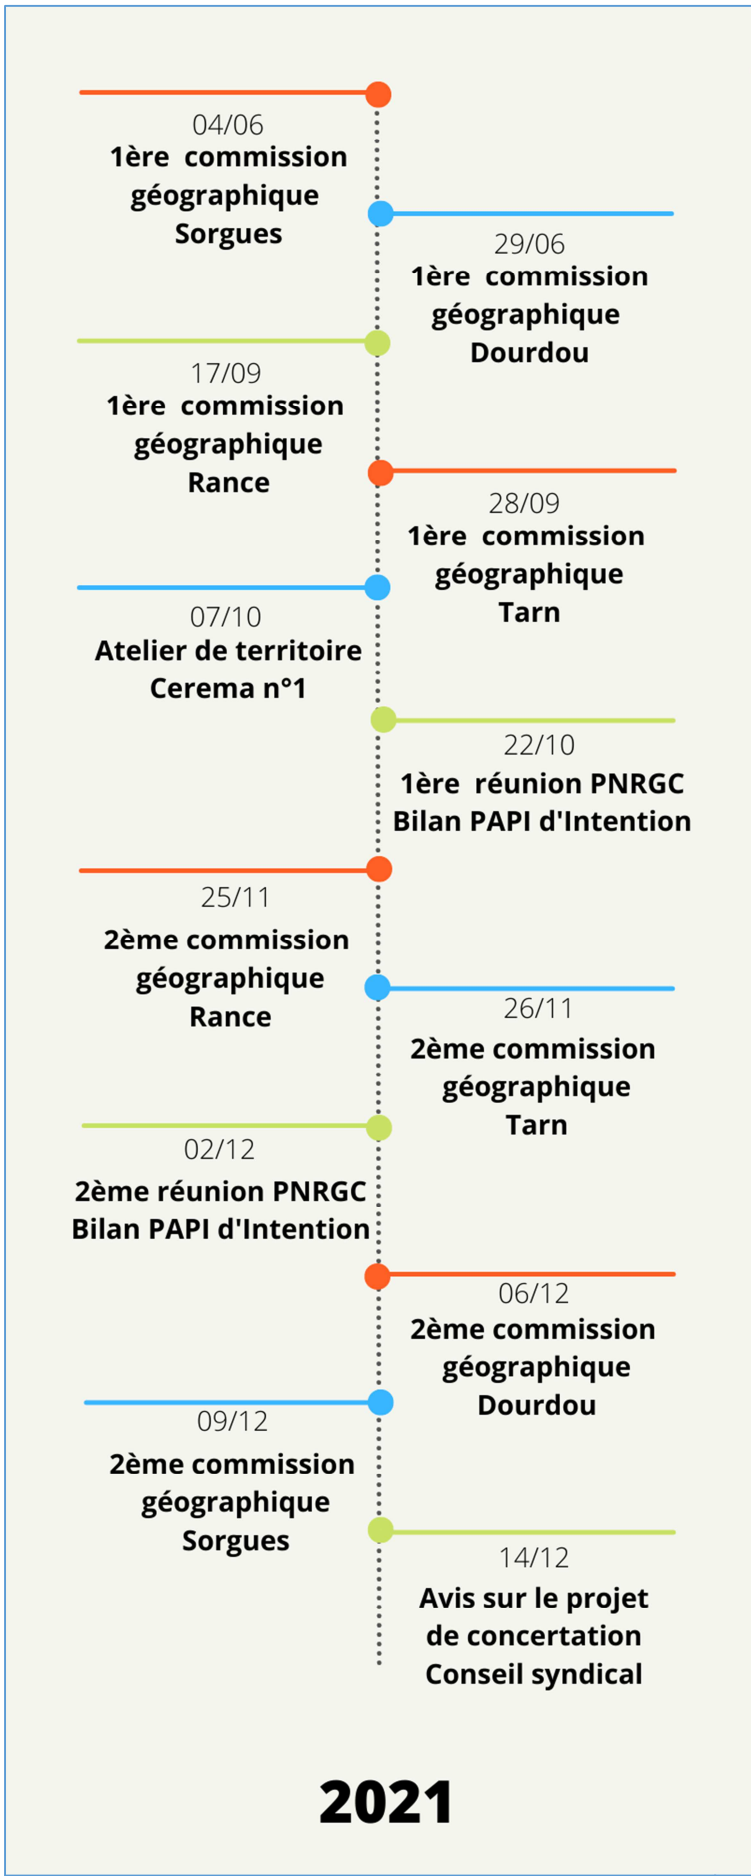 04/06
1ère commission
géographique
Sorgues
29/06
1ère commission
géographique
Dourdou
17/09
1ère commission
géographique
Rance
28/09
1ère commission
géographique
Tarn
07/10
Atelier de territoire
Cerema n°1
22/10
1ère réunion PNRGC
Bilan PAPI d'Intention
25/11
2ème commission
géographique
Rance
26/11
2ème commission
géographique
Tarn
02/12
2ème réunion PNRGC
Bilan PAPI d'Intention
06/12
2ème commission
géographique
Dourdou
09/12
2ème commission
géographique
Sorgues
14/12
Avis sur le projet
de concertation
Conseil syndical
2021